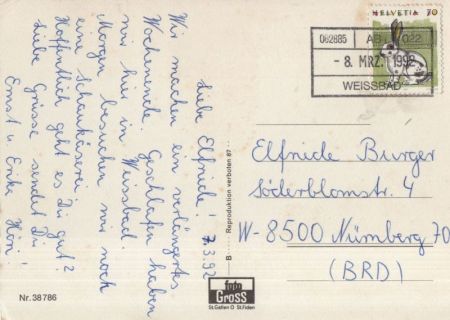 Liebe Elfriede! 7.3.92
Wir machen ein verlängertes
Wochenende. Geschlafen haben
wir hier in Weissbad.
Morgen besuchen wir noch
eine Schaukäserei.
Hoffentlich geht es Dir gut?
Liebe Grüsse sendet Dir
Ernst u. Erika Hön!
HELVETIA 70
082885
- 8. MRZ. 1992
WEISSBAD
Elfriede Burger
Söderblomstr. 4
W-8500 Nürnberg 70
(BRD)
B Reproduktion verboten 87
foto
GROSS
St.Gallen O St.Fiden
Nr. 38786